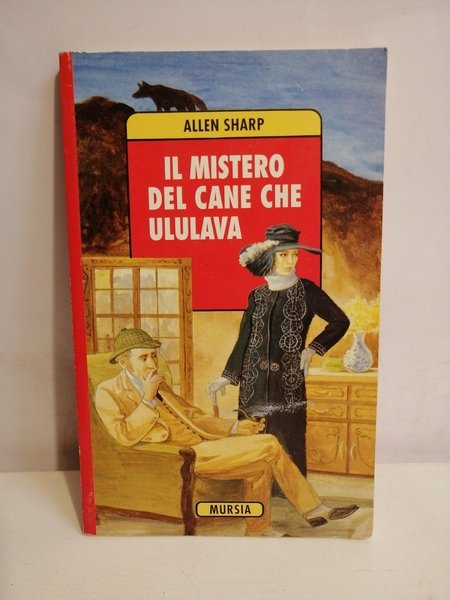 ALLEN SHARP
IL MISTERO
DEL CANE CHE
ULULAVA
MURSIA